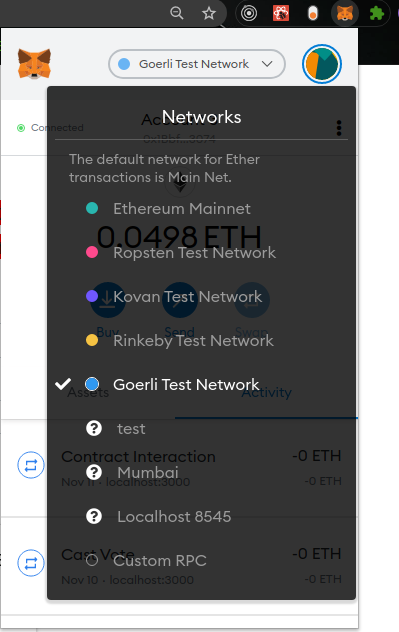 Goerli Test Network
Networks
Connected
The default network for Ether
transactions is Main Net.
Ethereum Mainnet
0.0498 ETH
Ropsten Test Network
Kovan Test Network
Buy
Send
Swap
Rinkeby Test Network
Goerli Test Network
Assets
Activity
test
Contract Interaction
-0 ETH
Mumbai
Nov 11 - localhost:3000
-0 ETH
Localhost 8545
Cast Vote
-0 ETH
Custom RPC
Nov 10 - localhost:3000
-0 ETH